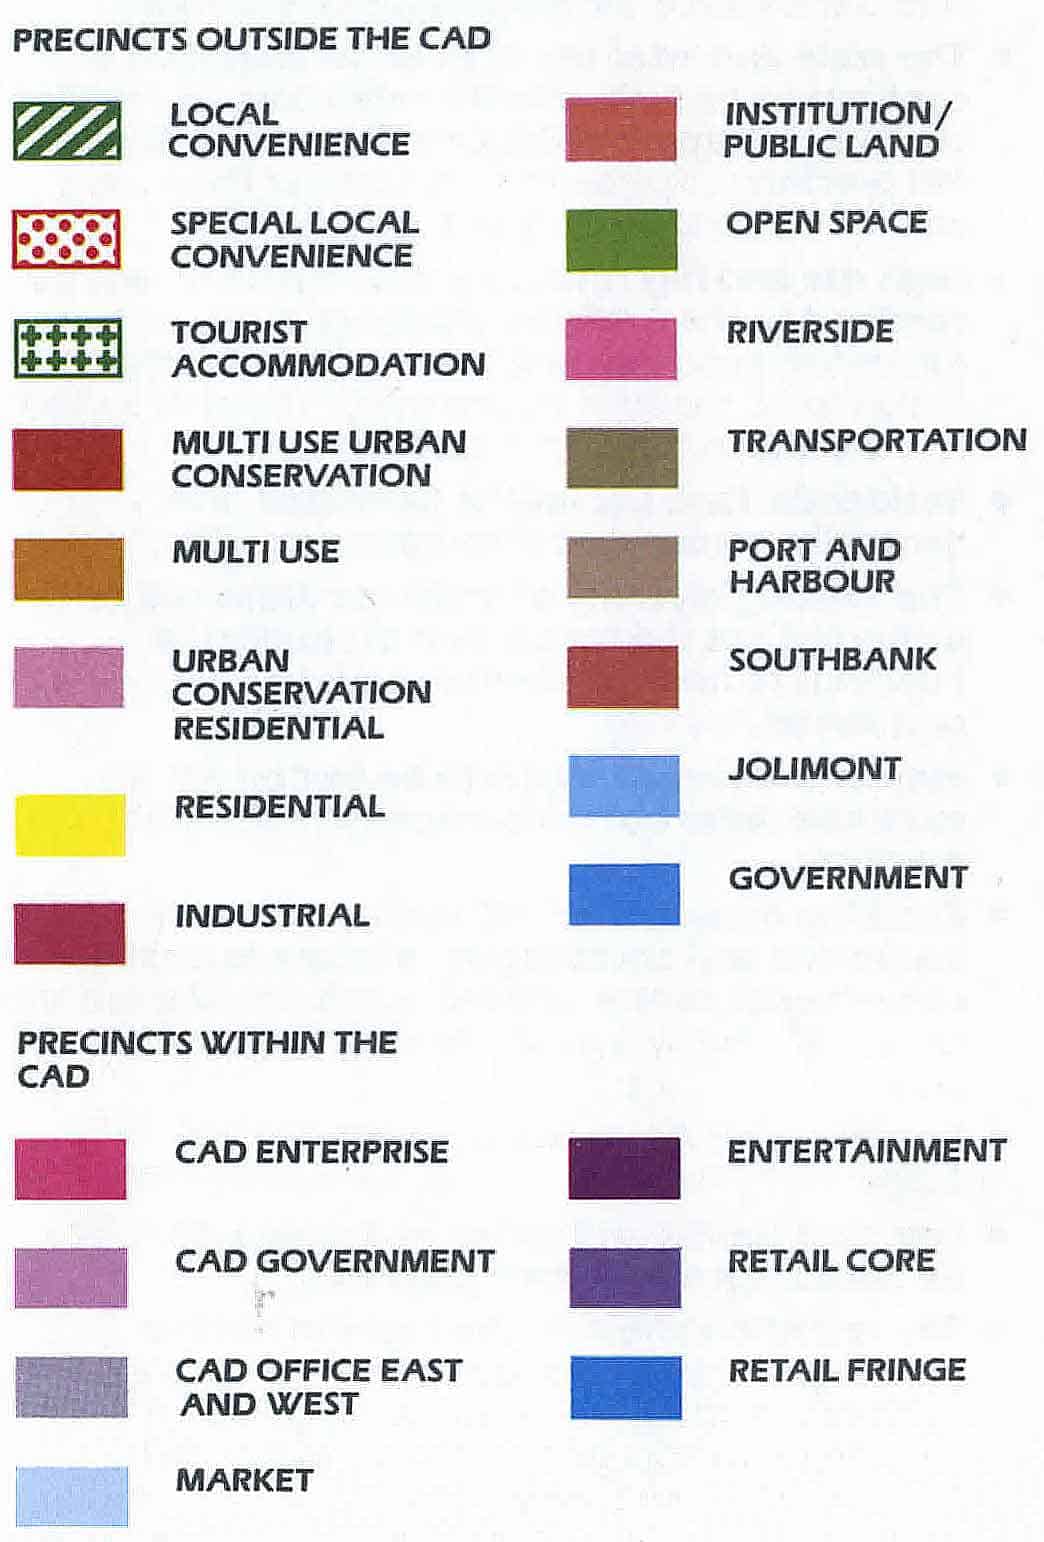 PRECINCTS OUTSIDE THE CAD
LOCAL
CONVENIENCE
SPECIAL LOCAL
CONVENIENCE
TOURIST
ACCOMMODATION
MULTI USE URBAN
CONSERVATION
MULTI USE
URBAN
CONSERVATION
RESIDENTIAL
RESIDENTIAL
INDUSTRIAL
INSTITUTION/
PUBLIC LAND
OPEN SPACE
RIVERSIDE
TRANSPORTATION
PORT AND
HARBOUR
SOUTHBANK
JOLIMONT
GOVERNMENT
PRECINCTS WITHIN THE
CAD
CAD ENTERPRISE
CAD GOVERNMENT
CAD OFFICE EAST
AND WEST
MARKET
ENTERTAINMENT
RETAIL CORE
RETAIL FRINGE